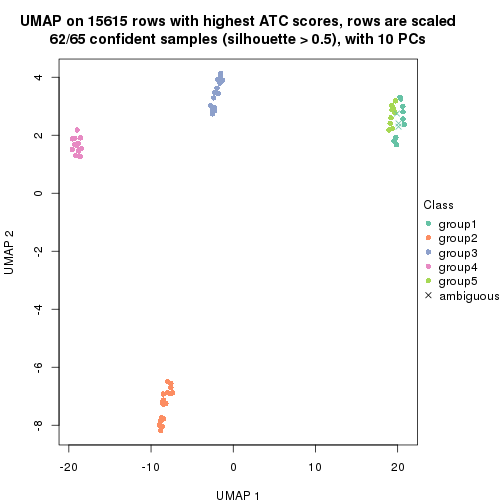 UMAP on 15615 rows with highest ATC scores, rows are scaled
62/65 confident samples (silhouette > 0.5), with 10 PCs
4
2
0
-2
-4
-6
-8
UMAP 2
-20
-10
0
10
20
UMAP 1
Class
group1
group2
group3
group4
group5
ambiguous